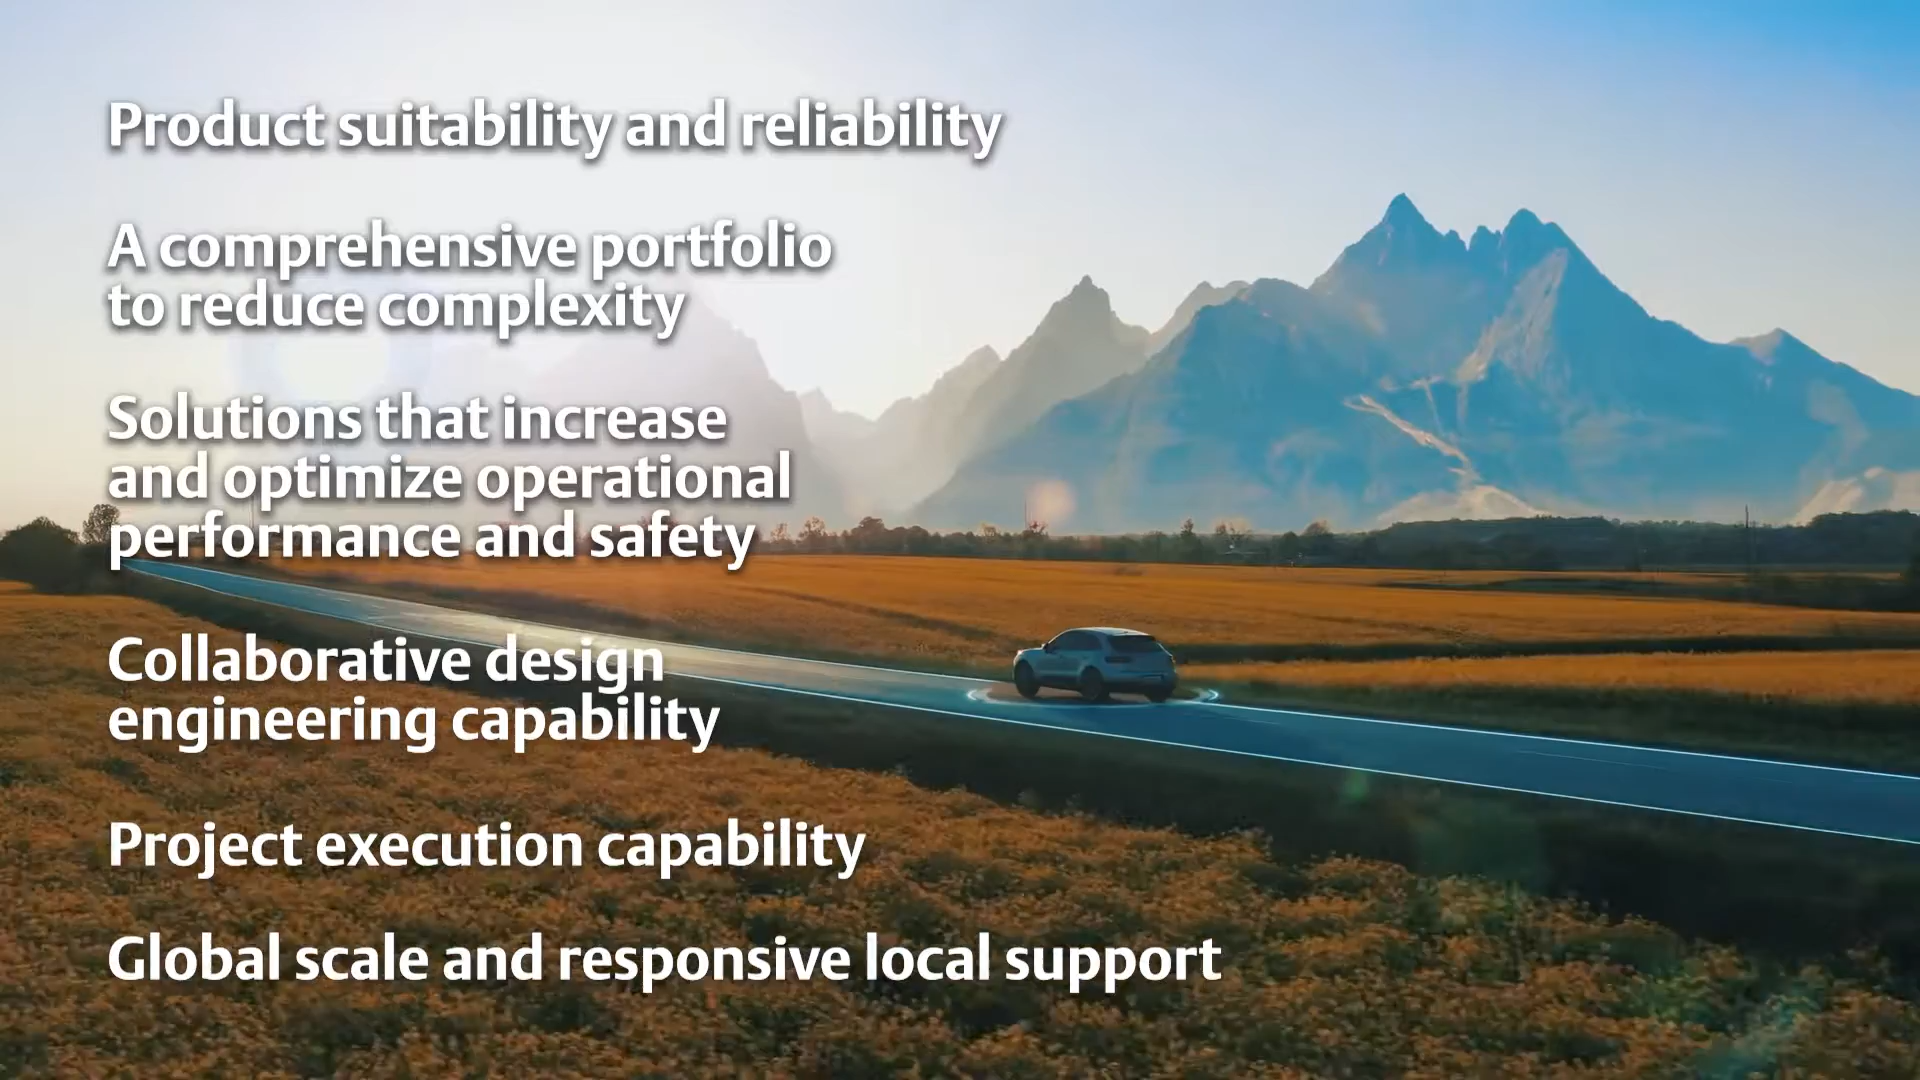 Product suitability and reliability
A comprehensive portfolio
to reduce complexity
Solutions that increase
and optimize operational
performance and safety
Collaborative design
engineering capability
Project execution capability
Global scale and responsive local support